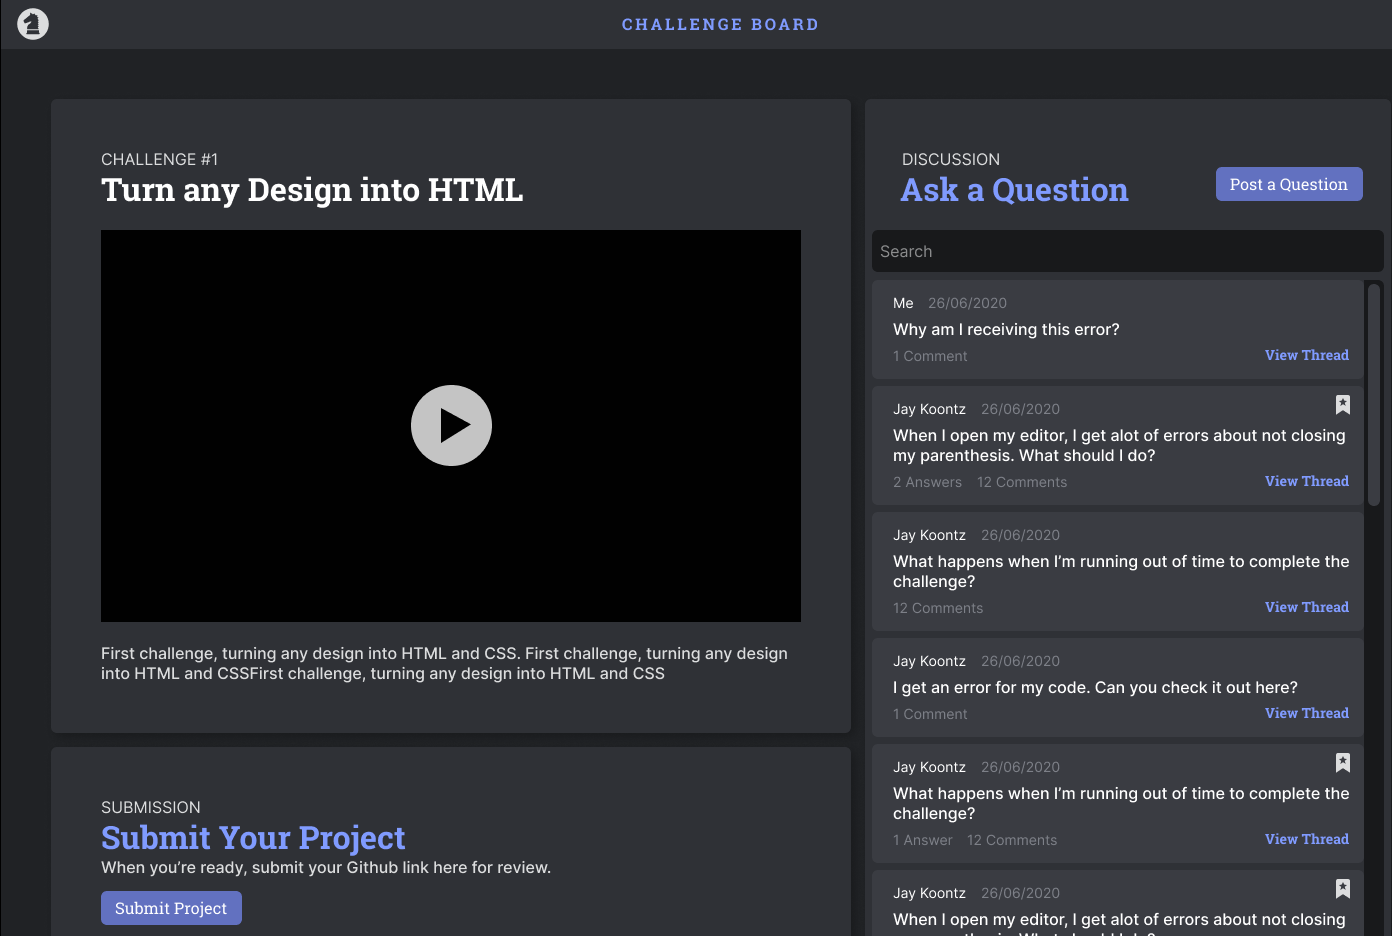 CHALLENGE BOARD
CHALLENGE #1
Turn any Design into HTML
First challenge, turning any design into HTML and CSS. First challenge, turning any design
into HTML and CSSFirst challenge, turning any design into HTML and CSS
SUBMISSION
Submit Your Project
When you’re ready, submit your Github link here for review.
Submit Project
DISCUSSION
Ask a Question
Post a Question
Search
Me 26/06/2020
Why am I receiving this error?
1 Comment View Thread
Jay Koontz 26/06/2020
When I open my editor, I get alot of errors about not closing
my parenthesis. What should I do?
2 Answers 12 Comments View Thread
Jay Koontz 26/06/2020
What happens when I’m running out of time to complete the
challenge?
12 Comments View Thread
Jay Koontz 26/06/2020
I get an error for my code. Can you check it out here?
1 Comment View Thread
Jay Koontz 26/06/2020
What happens when I’m running out of time to complete the
challenge?
1 Answer 12 Comments View Thread
Jay Koontz 26/06/2020
When I open my editor, I get alot of errors about not closing